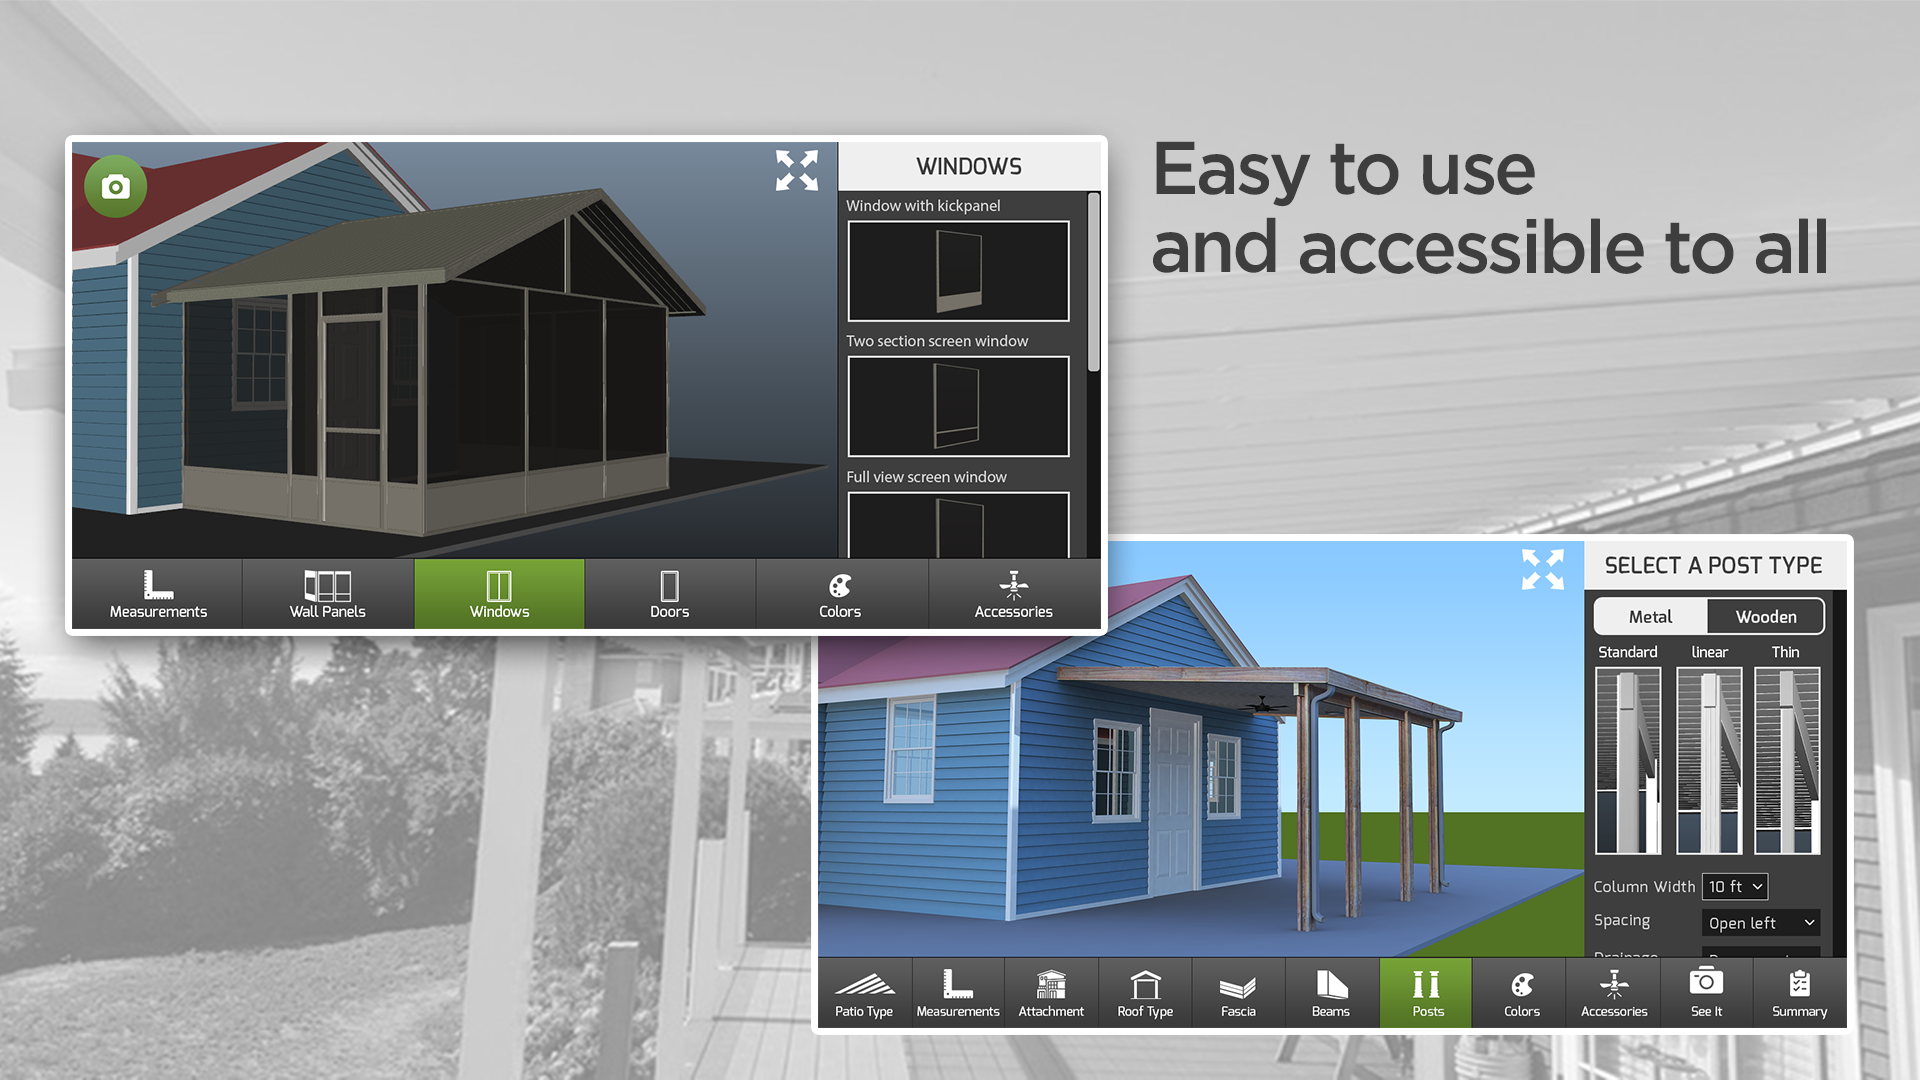 Easy to use
and accessible to all
WINDOWS
Window with kickpanel
Two section screen window
Full view screen window
Measurements
Wall Panels
Windows
Doors
Colors
Accessories
SELECT A POST TYPE
Metal
Wooden
Standard
linear
Thin
Column Width 10 ft
Spacing Open left
Drainage
Patio Type
Measurements
Attachment
Roof Type
Fascia
Beams
Posts
Colors
Accessories
See It
Summary